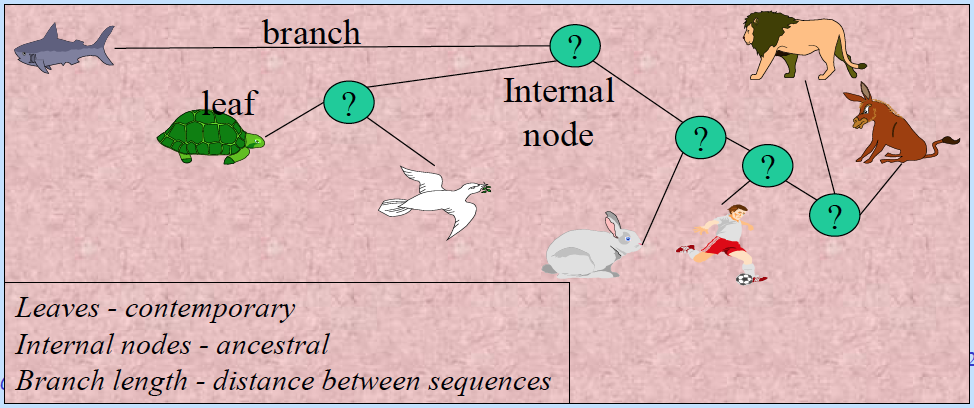 branch
?
leaf
?
Internal
node
?
?
?
Leaves - contemporary
Internal nodes - ancestral
Branch length - distance between sequences